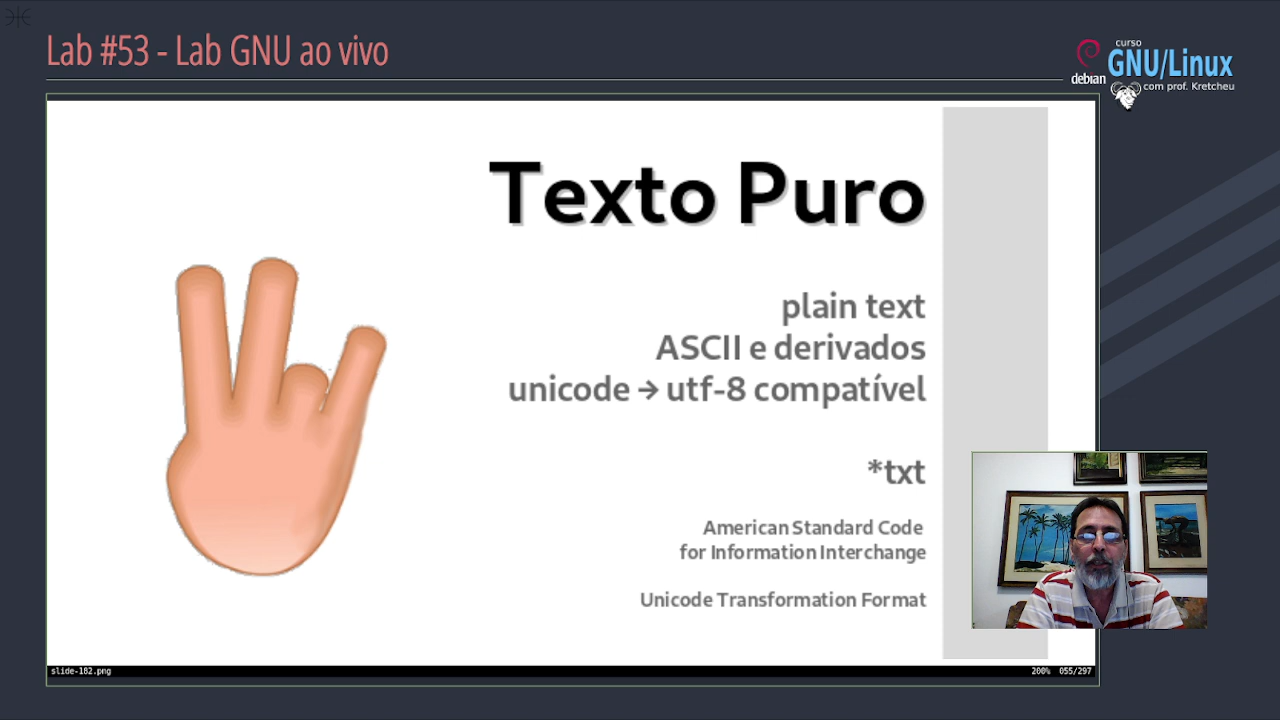 Lab #53 - Lab GNU ao vivo
curso
debian
GNU/Linux
com prof. Kretcheu
Texto Puro
plain text
ASCII e derivados
unicode → utf-8 compatível
*txt
American Standard Code
for Information Interchange
Unicode Transformation Format
slide-182.png
200% 055/297